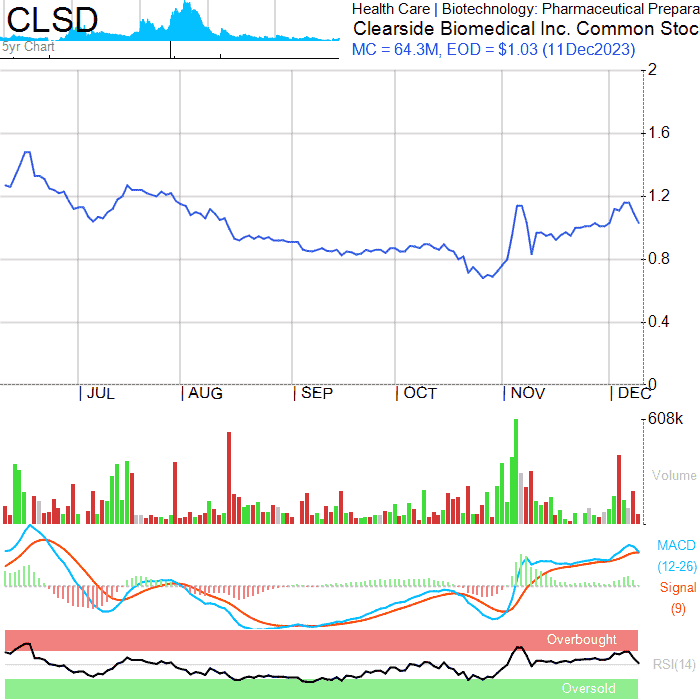 CLSD
5yr Chart
Health Care | Biotechnology: Pharmaceutical Prepara
Clearside Biomedical Inc. Common Stoc
MC = 64.3M, EOD = $1.03 (11Dec2023)
2
1.6
1.2
0.8
0.4
0
| JUL
| AUG
| SEP
| OCT
| NOV
| DEC
608k
Volume
MACD
(12-26)
Signal
(9)
Overbought
RSI(14)
Oversold